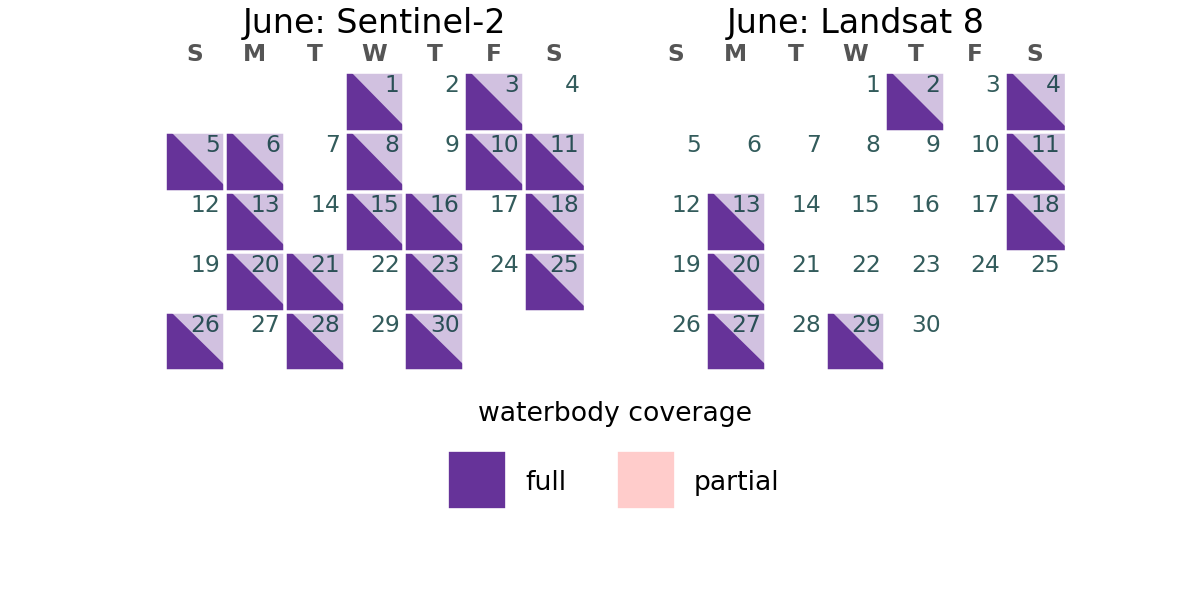 June: Sentinel-2
S M T W T F S
1 2 3 4
5 6 7 8 9 10 11
12 13 14 15 16 17 18
19 20 21 22 23 24 25
26 27 28 29 30
June: Landsat 8
S M T W T F S
1 2 3 4
5 6 7 8 9 10 11
12 13 14 15 16 17 18
19 20 21 22 23 24 25
26 27 28 29 30
waterbody coverage
full
partial